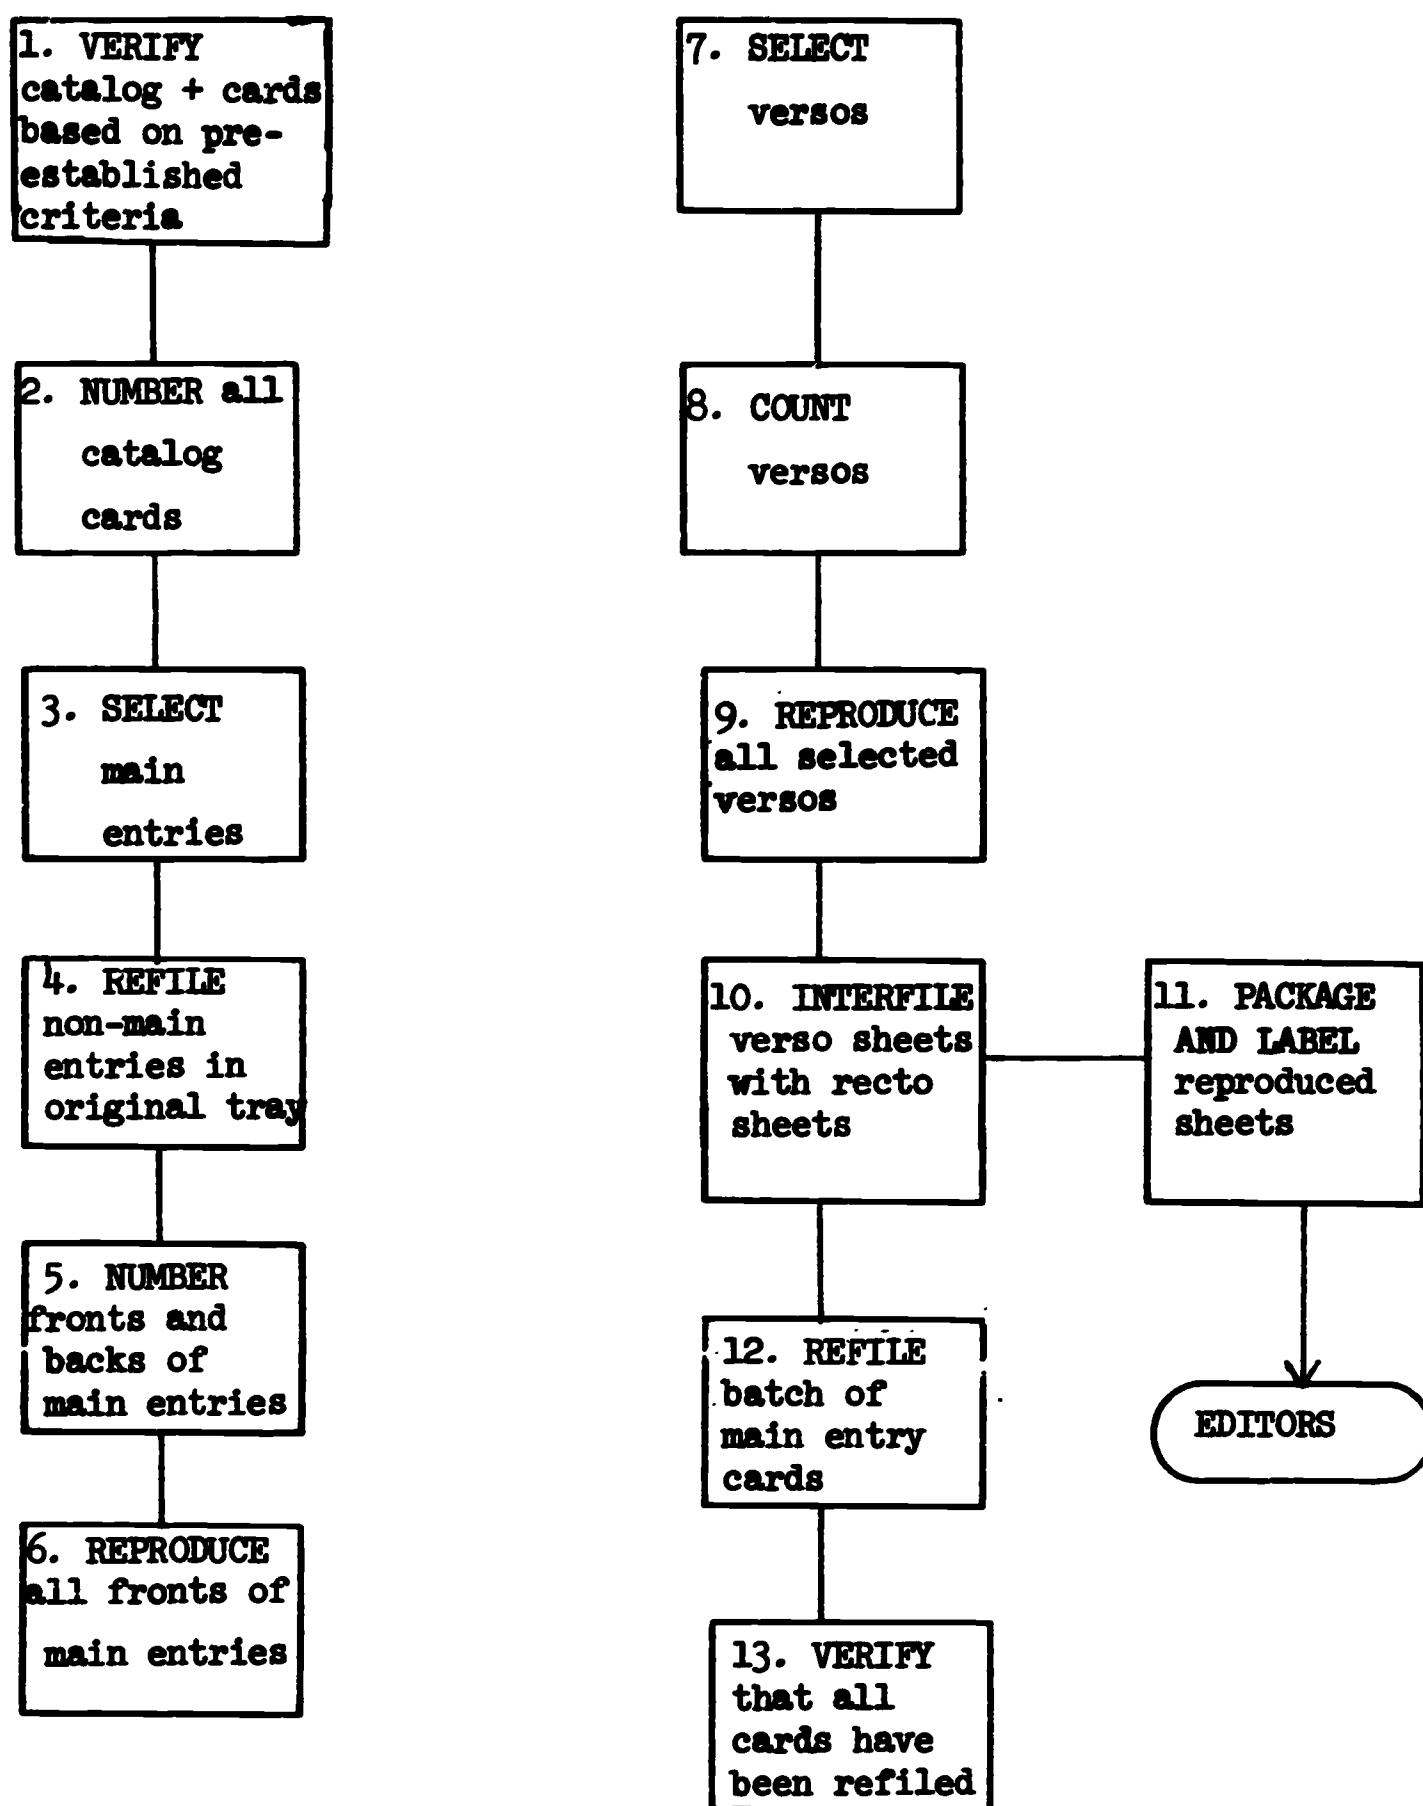 1. VERIFY
catalog + cards
based on pre-
established
criteria
2. NUMBER all
catalog
cards
3. SELECT
main
entries
4. REFILE
non-main
entries in
original tray
5. NUMBER
fronts and
backs of
main entries
6. REPRODUCE
all fronts of
main entries
7. SELECT
versos
8. COUNT
versos
9. REPRODUCE
all selected
versos
10. INTERFILE
verso sheets
with recto
sheets
11. PACKAGE
AND LABEL
reproduced
sheets
EDITORS
12. REFILE
batch of
main entry
cards
13. VERIFY
that all
cards have
been refiled